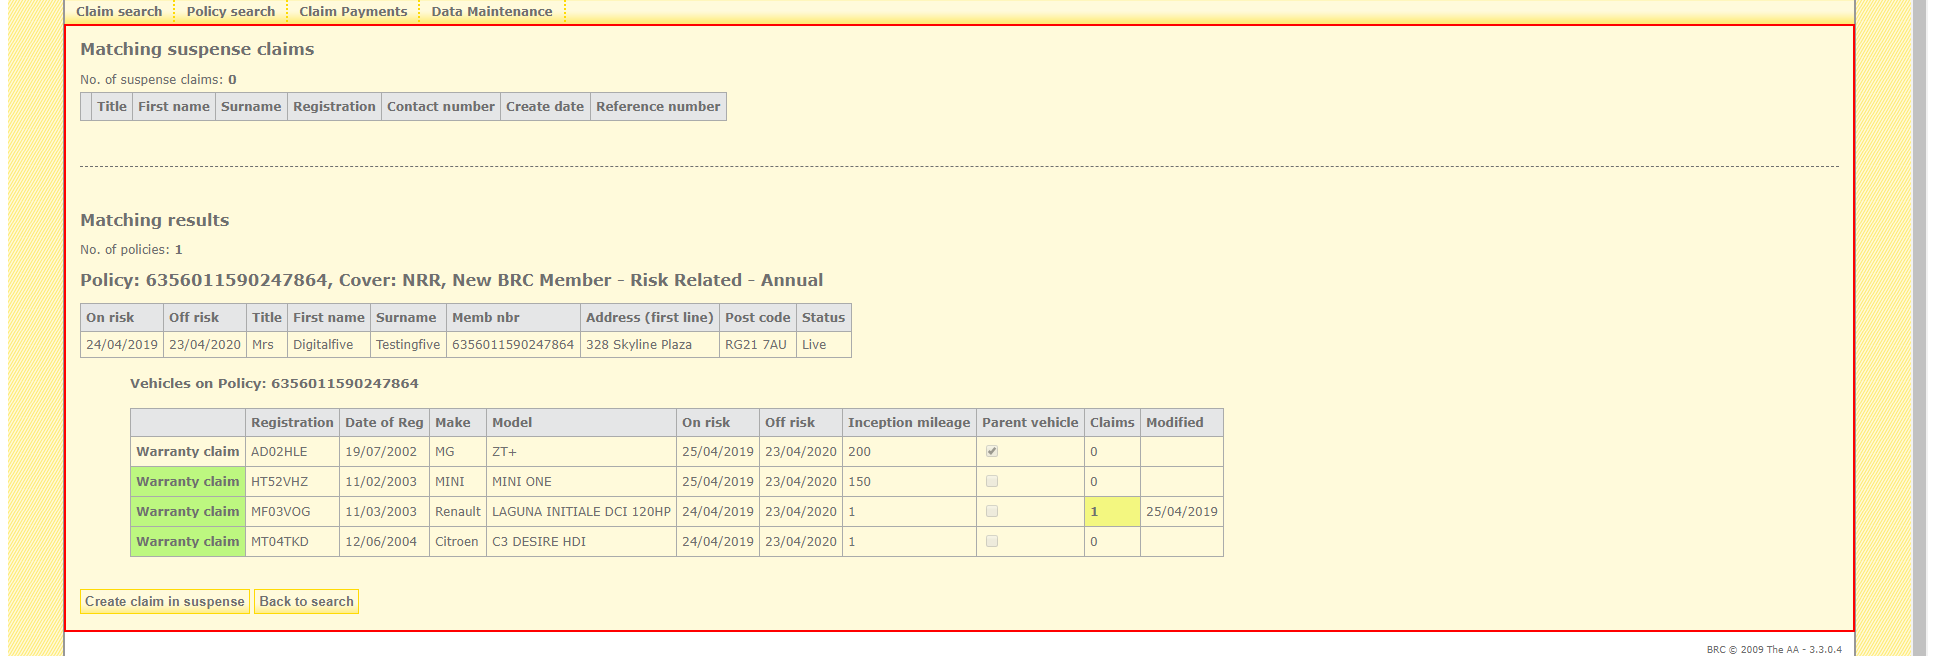 Claim search Policy search Claim Payments Data Maintenance
Matching suspense claims
No. of suspense claims: 0
Title First name Surname Registration Contact number Create date Reference number
Matching results
No. of policies: 1
Policy: 6356011590247864, Cover: NRR, New BRC Member - Risk Related - Annual
On risk Off risk Title First name Surname Memb nbr Address (first line) Post code Status
24/04/2019 23/04/2020 Mrs Digitalfive Testingfive 6356011590247864 328 Skyline Plaza RG21 7AU Live
Vehicles on Policy: 6356011590247864
Registration Date of Reg Make Model On risk Off risk Inception mileage Parent vehicle Claims Modified
Warranty claim AD02HLE 19/07/2002 MG ZT+ 25/04/2019 23/04/2020 200 0
Warranty claim HT52VHZ 11/02/2003 MINI MINI ONE 25/04/2019 23/04/2020 150 0
Warranty claim MF03VOG 11/03/2003 Renault LAGUNA INITIALE DCI 120HP 24/04/2019 23/04/2020 1 1 25/04/2019
Warranty claim MT04TKD 12/06/2004 Citroen C3 DESIRE HDI 24/04/2019 23/04/2020 1 0
Create claim in suspense Back to search
BRC © 2009 The AA - 3.3.0.4